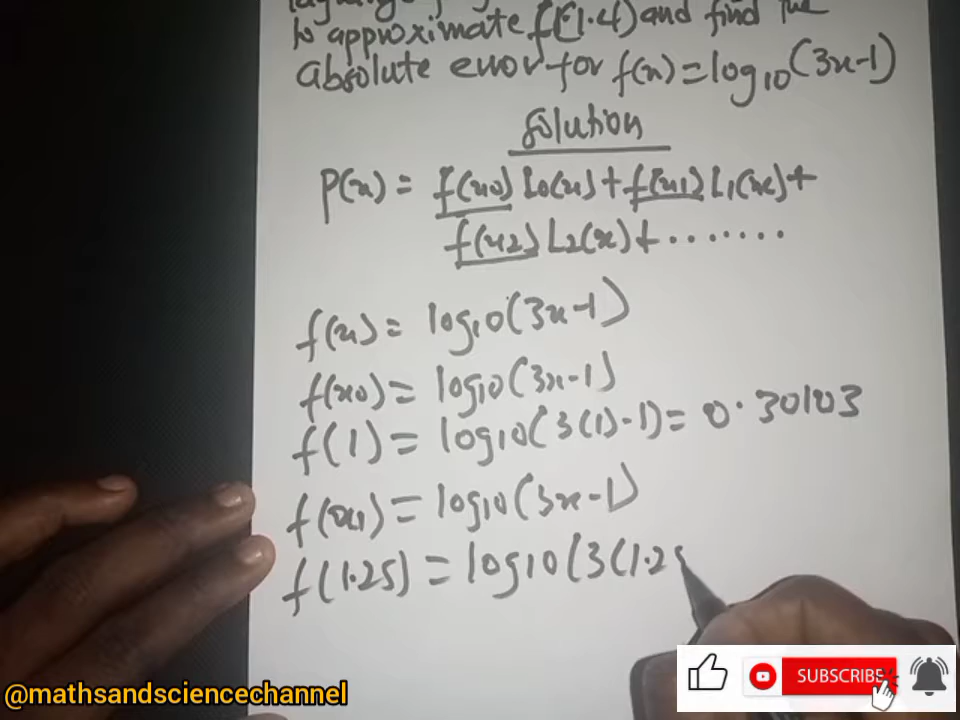 to approximate f(1.4) and find the
absolute error for f(x) = log10(3x-1)
Solution
P(x) = f(x0) L0(x) + f(x1) L1(x) +
f(x2) L2(x) + .......
f(x) = log10(3x-1)
f(x0) = log10(3x-1)
f(1) = log10(3(1)-1) = 0.30103
f(x1) = log10(3x-1)
f(1.25) = log10(3(1.25
SUBSCRIBE
@mathsandsciencechannel